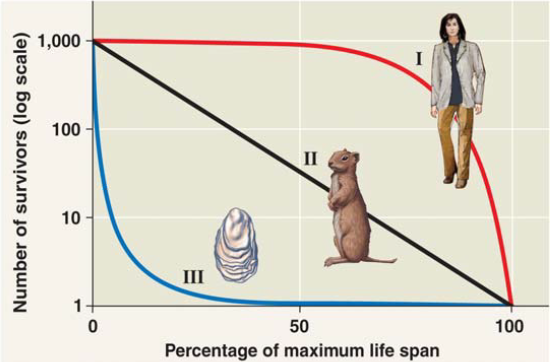 Number of survivors (log scale)
1,000
100
10
1
I
II
III
0
50
100
Percentage of maximum life span